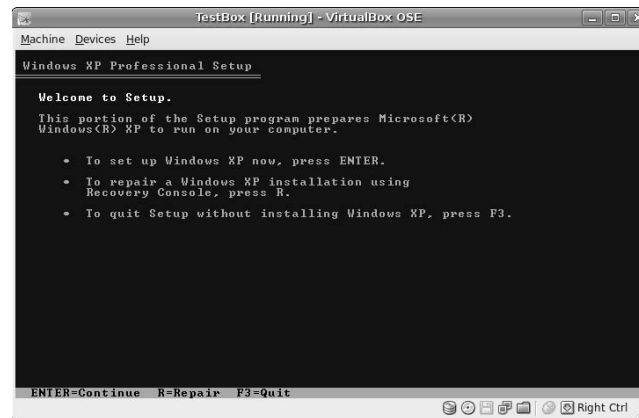 TestBox [Running] - VirtualBox OSE
Machine Devices Help
Windows XP Professional Setup
Welcome to Setup.
This portion of the Setup program prepares Microsoft(R)
Windows(R) XP to run on your computer.
• To set up Windows XP now, press ENTER.
• To repair a Windows XP installation using
Recovery Console, press R.
• To quit Setup without installing Windows XP, press F3.
ENTER=Continue R=Repair F3=Quit
Right Ctrl